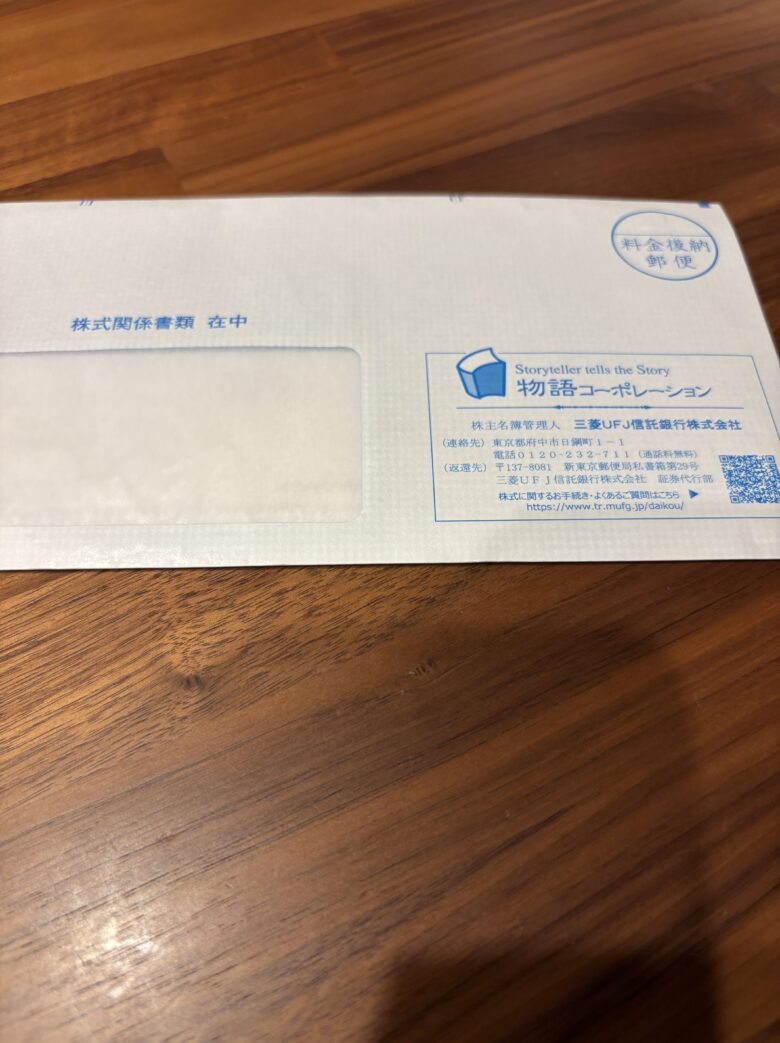 料金後納
郵便
株式関係書類 在中
Storyteller tells the Story
物語コーポレーション
株主名簿管理人 三菱UFJ信託銀行株式会社
(連絡先) 東京都府中市日鋼町1-1
電話0120-232-711 (通話料無料)
(返還先) 〒137-8081 新東京郵便局私書箱第29号
三菱UFJ信託銀行株式会社 証券代行部
株式に関するお手続き・よくあるご質問はこちら ▶
https://www.tr.mufg.jp/daikou/